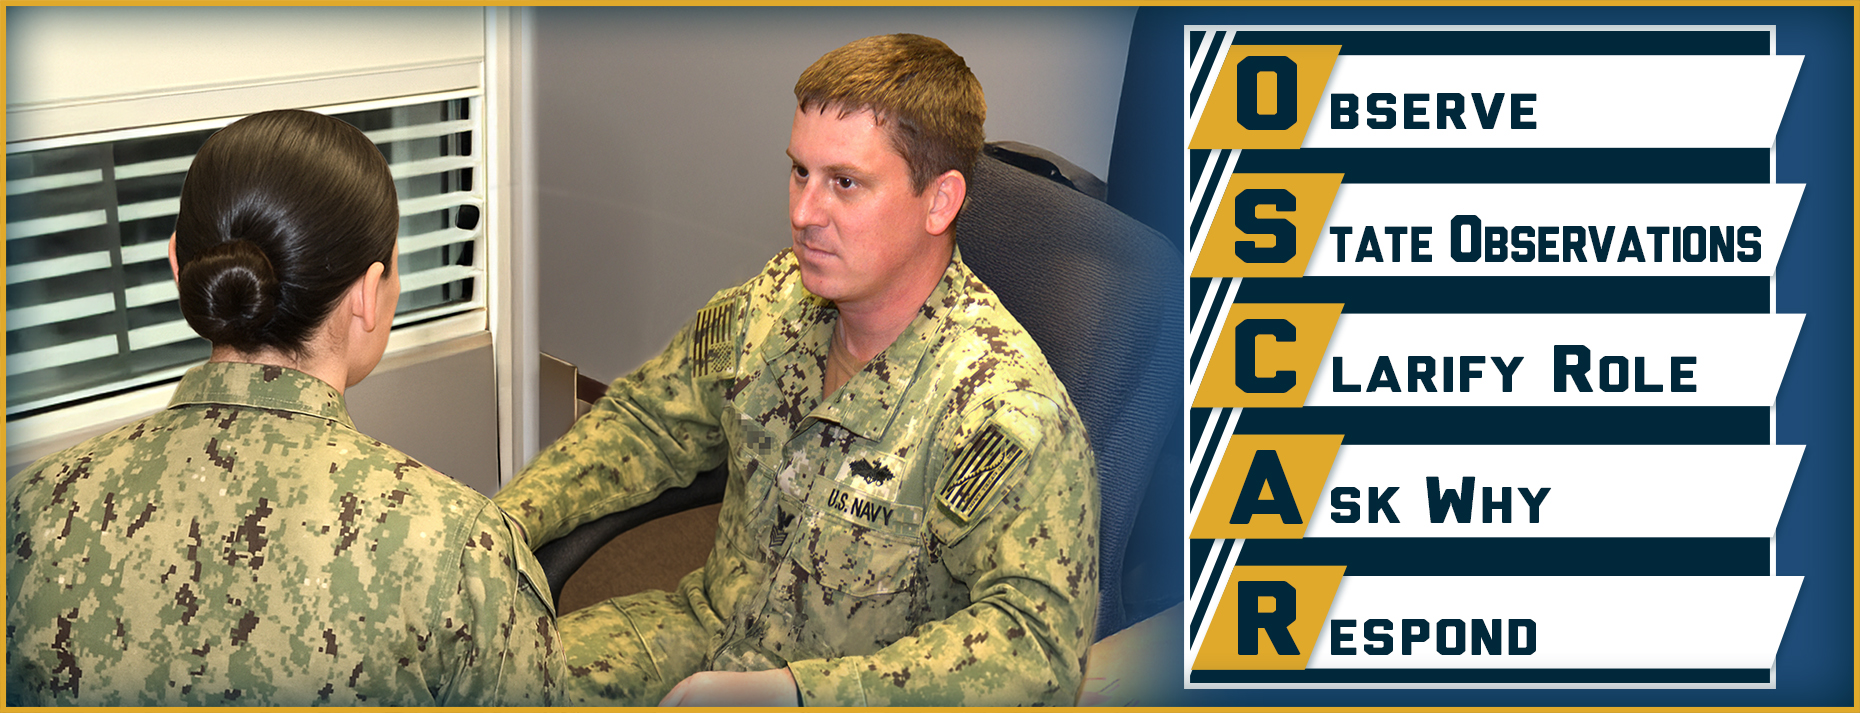 U.S. NAVY
OBSERVE
STATE OBSERVATIONS
CLARIFY ROLE
ASK WHY
RESPOND